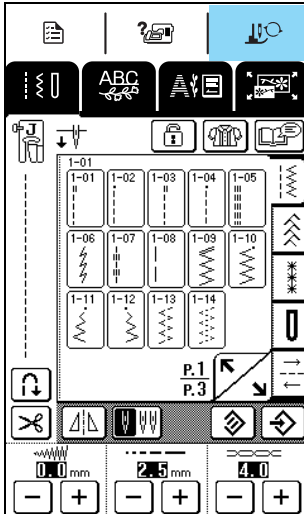 ?
ABC
A
J
1-01
1-01 1-02 1-03 1-04 1-05
1-06 1-07 1-08 1-09 1-10
1-11 1-12 1-13 1-14
P.1
P.3
0.0 mm 2.5 mm 4.0
− + − + − +